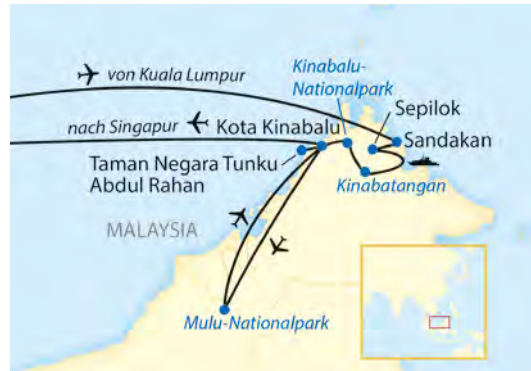 von Kuala Lumpur
Kinabalu-
Nationalpark
Sepilok
nach Singapur
Kota Kinabalu
Sandakan
Taman Negara Tunku
Abdul Rahan
Kinabatangan
MALAYSIA
Mulu-Nationalpark